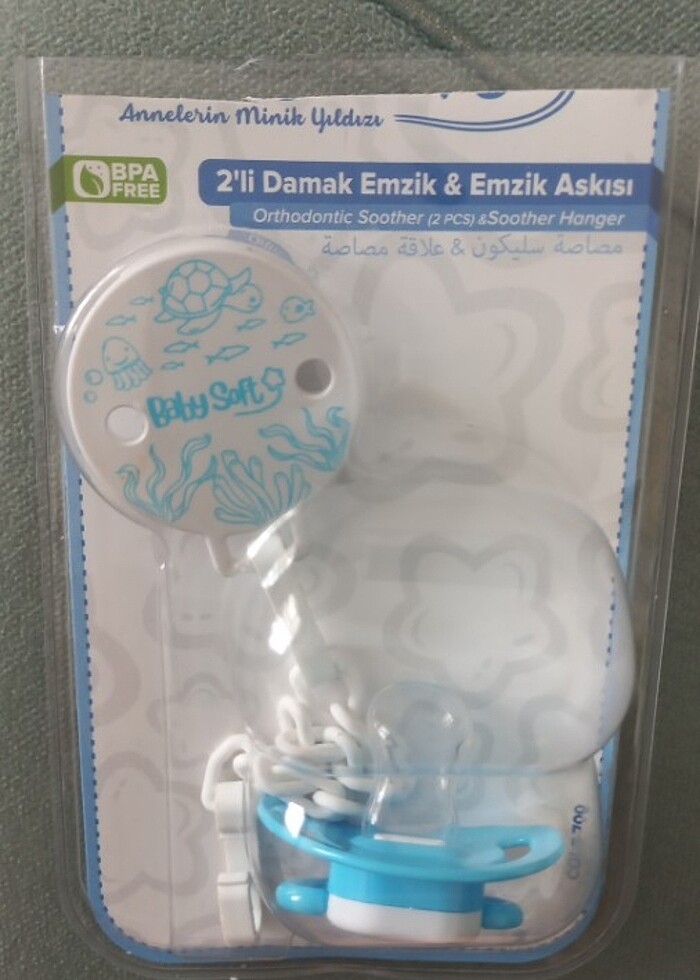 Annelerin Minik Yıldızı
BPA
FREE
2'li Damak Emzik & Emzik Askısı
Orthodontic Soother (2 PCS) &Soother Hanger
مصاصة سليكون & علاقة مصاصة
Baby Soft
700